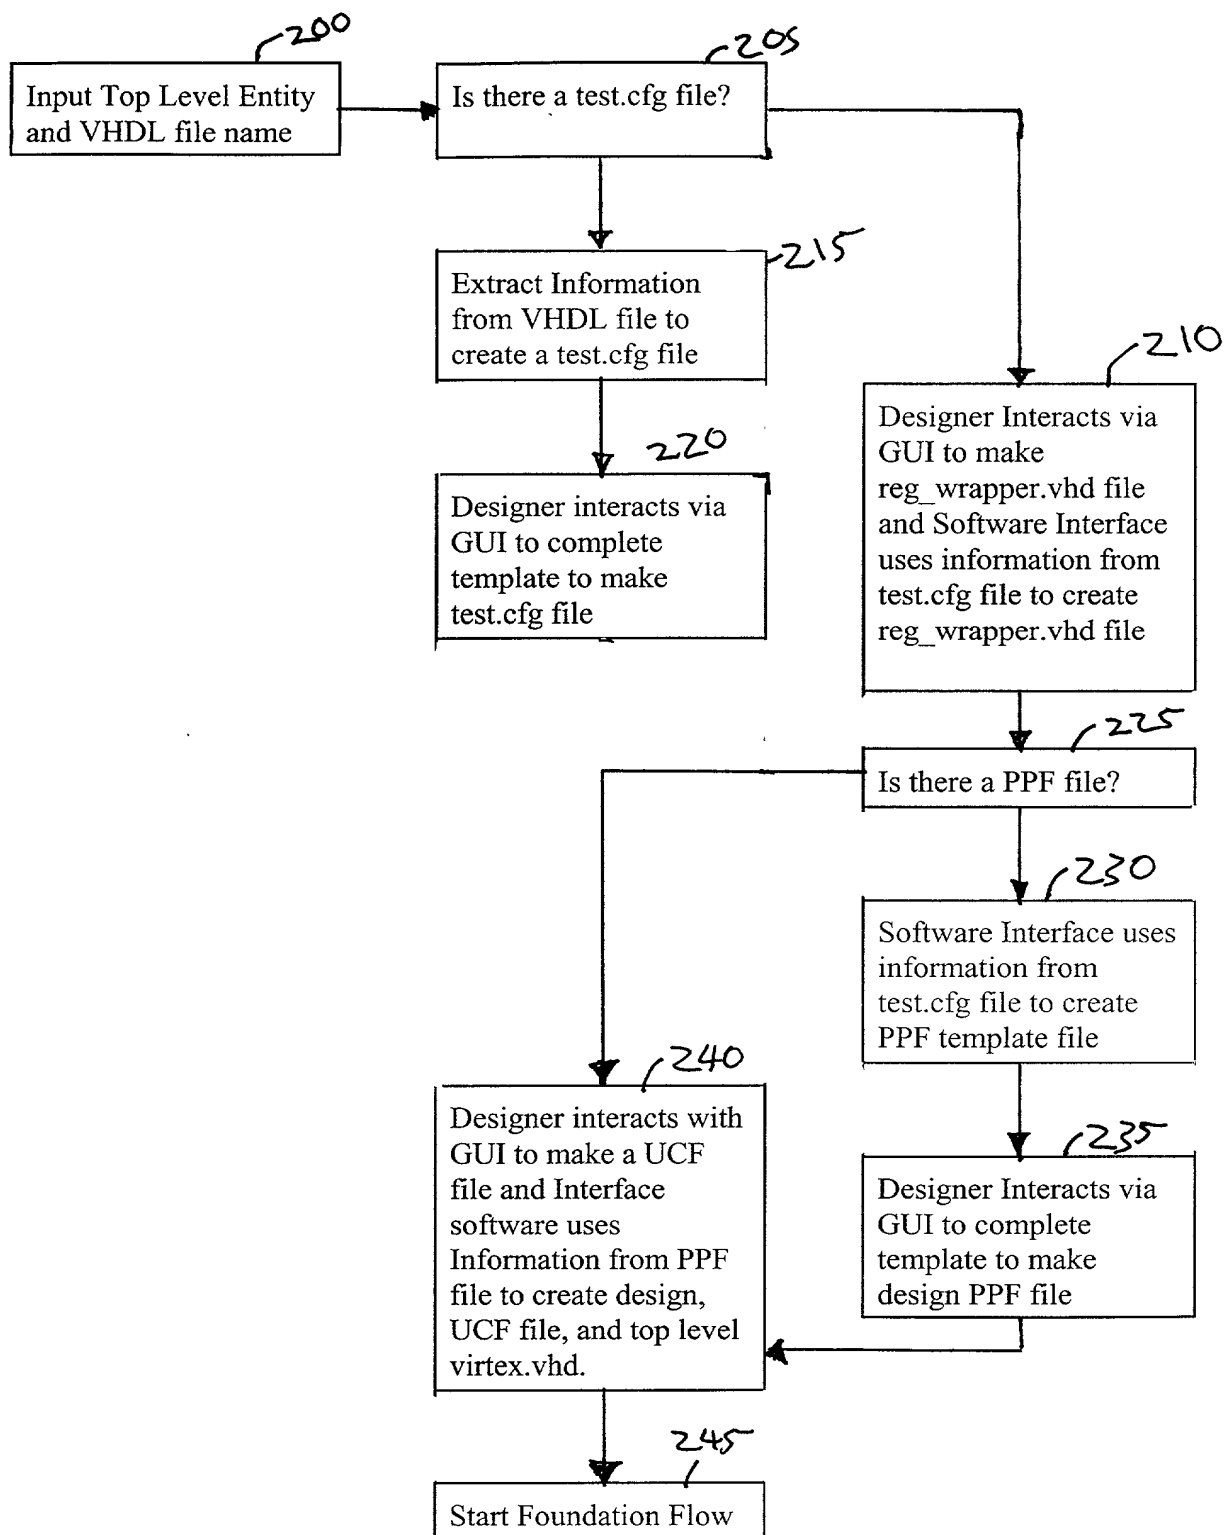 200
Input Top Level Entity
and VHDL file name
205
Is there a test.cfg file?
215
Extract Information
from VHDL file to
create a test.cfg file
220
Designer interacts via
GUI to complete
template to make
test.cfg file
210
Designer Interacts via
GUI to make
reg_wrapper.vhd file
and Software Interface
uses information from
test.cfg file to create
reg_wrapper.vhd file
225
Is there a PPF file?
230
Software Interface uses
information from
test.cfg file to create
PPF template file
235
Designer Interacts via
GUI to complete
template to make
design PPF file
240
Designer interacts with
GUI to make a UCF
file and Interface
software uses
Information from PPF
file to create design,
UCF file, and top level
virtex.vhd.
245
Start Foundation Flow